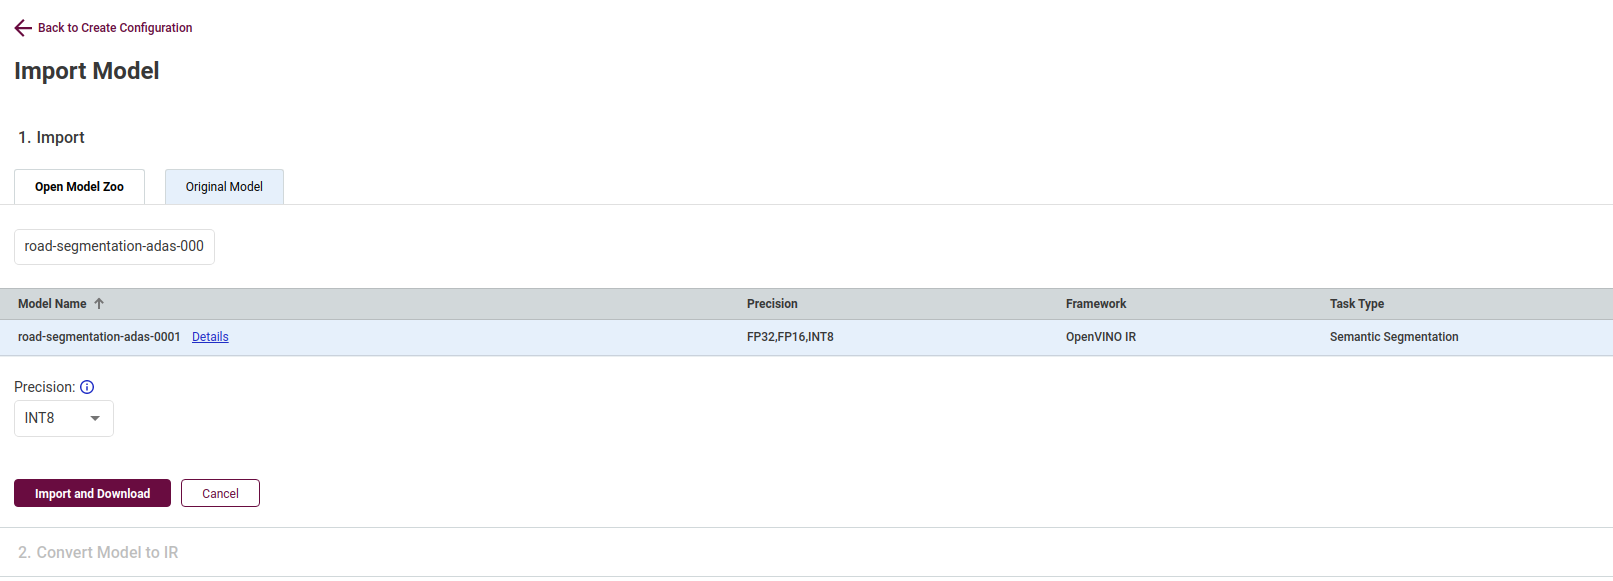 Back to Create Configuration
Import Model
1. Import
Open Model Zoo Original Model
road-segmentation-adas-000
Model Name Precision Framework Task Type
road-segmentation-adas-0001 Details FP32,FP16,INT8 OpenVINO IR Semantic Segmentation
Precision:
INT8
Import and Download Cancel
2. Convert Model to IR